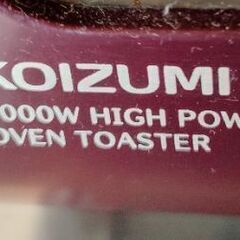 KOIZUMI
000W HIGH POW
OVEN TOASTER